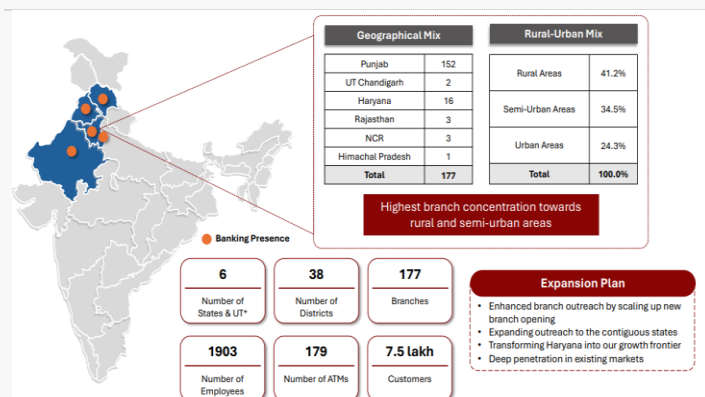 Geographical Mix
Punjab 152
UT Chandigarh 2
Haryana 16
Rajasthan 3
NCR 3
Himachal Pradesh 1
Total 177
Rural-Urban Mix
Rural Areas 41.2%
Semi-Urban Areas 34.5%
Urban Areas 24.3%
Total 100.0%
Highest branch concentration towards
rural and semi-urban areas
Banking Presence
6
Number of
States & UT*
38
Number of
Districts
177
Branches
1903
Number of
Employees
179
Number of ATMs
7.5 lakh
Customers
Expansion Plan
• Enhanced branch outreach by scaling up new
branch opening
• Expanding outreach to the contiguous states
• Transforming Haryana into our growth frontier
• Deep penetration in existing markets